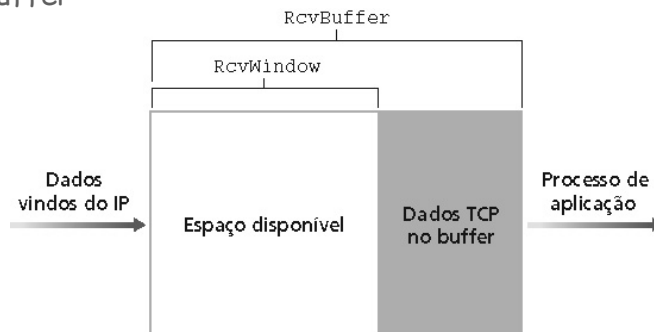 RcvBuffer
RcvWindow
Dados
vindos do IP
Espaço disponível
Dados TCP
no buffer
Processo de
aplicação